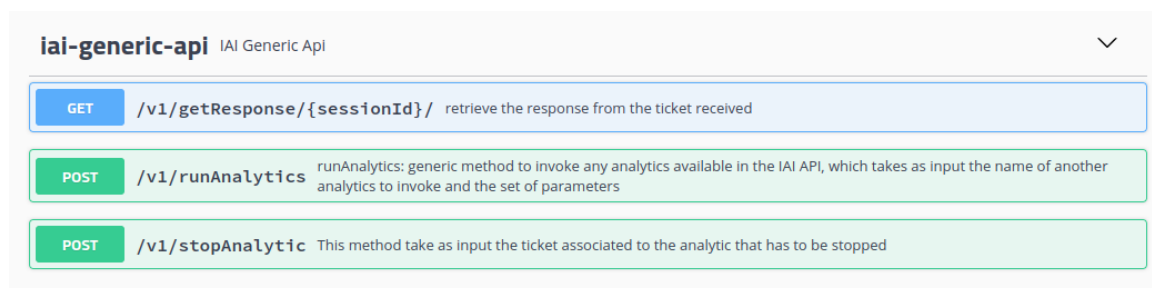 iai-generic-api IAI Generic Api
GET /v1/getResponse/{sessionId}/ retrieve the response from the ticket received
POST /v1/runAnalytics runAnalytics: generic method to invoke any analytics available in the IAI API, which takes as input the name of another
analytics to invoke and the set of parameters
POST /v1/stopAnalytic This method take as input the ticket associated to the analytic that has to be stopped